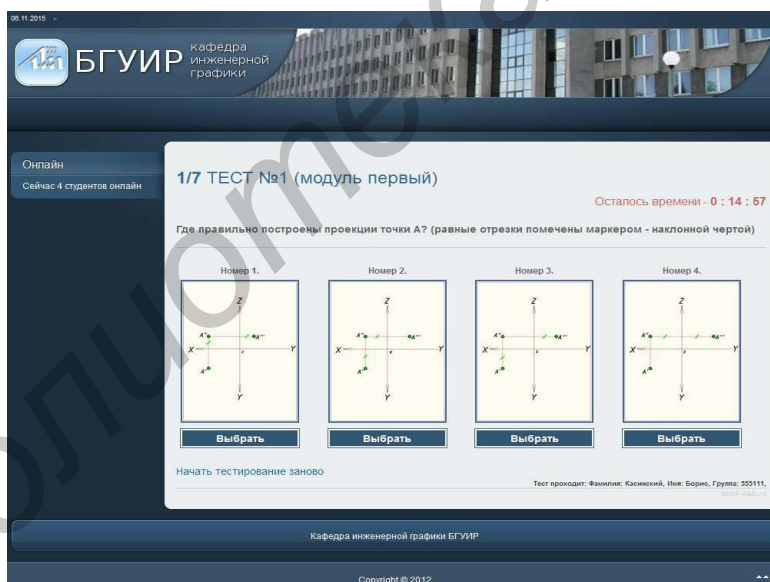 06.11.2015
БГУИР
кафедра
инженерной
графики
Онлайн
Сейчас 4 студентов онлайн
1/7 ТЕСТ №1 (модуль первый)
Осталось времени - 0 : 14 : 57
Где правильно построены проекции точки А? (равные отрезки помечены маркером - наклонной чертой)
Номер 1. Номер 2. Номер 3. Номер 4.
Z Z Z Z
A'' A''' A'' A''' A'' A''' A'' A'''
X Y X Y X Y X Y
A' A' A' A'
Y Y Y Y
Выбрать Выбрать Выбрать Выбрать
Начать тестирование заново
Тест проходит: Фамилия: Касинский, Имя: Борис, Группа: 555111,
Кафедра инженерной графики БГУИР
Copyright © 2012